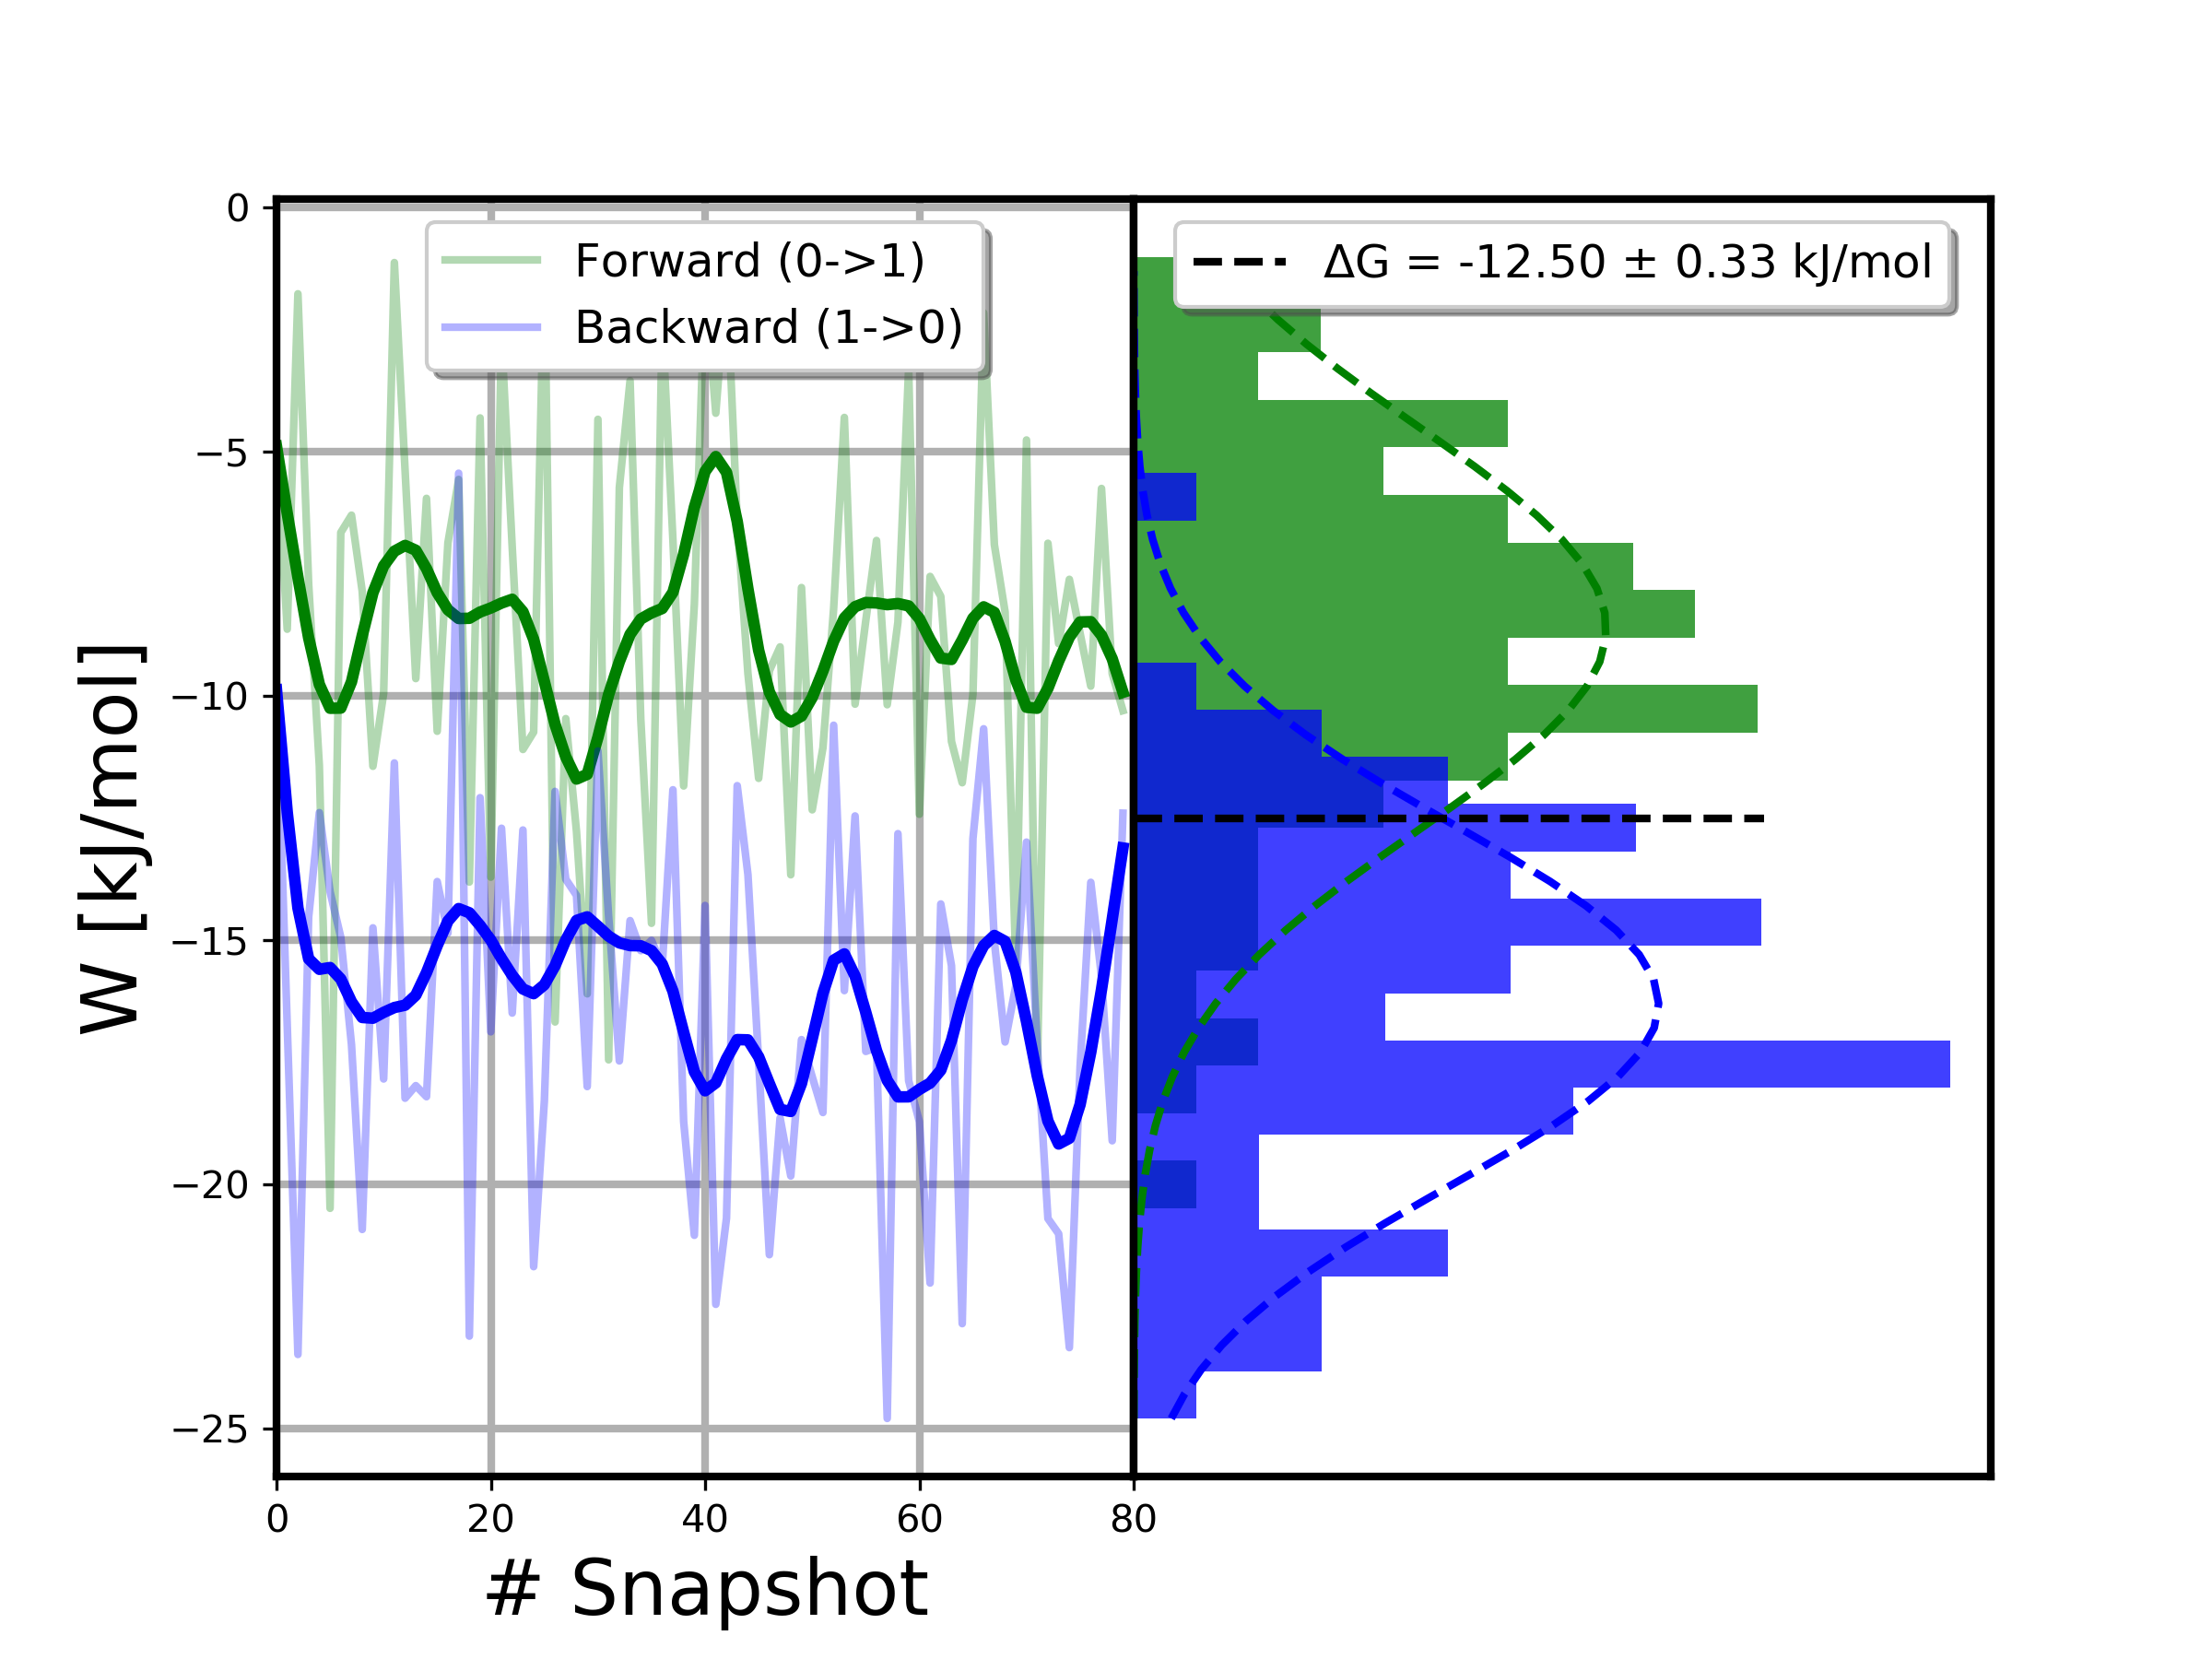 Forward (0->1)
Backward (1->0)
ΔG = -12.50 ± 0.33 kJ/mol
0
−5
−10
−15
−20
−25
W [kJ/mol]
0 20 40 60 80
# Snapshot